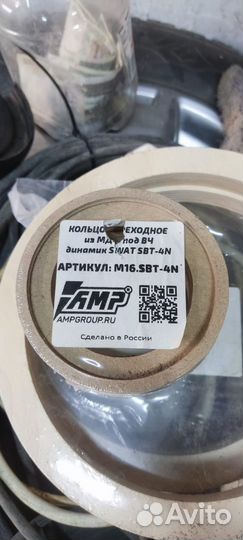 КОЛЬЦО ПЕРЕХОДНОЕ
из МДФ под ВЧ
динамик SWAT SBT-4N
АРТИКУЛ: M16.SBT-4N
AMP®
AMPGROUP.RU
Сделано в России
Avito